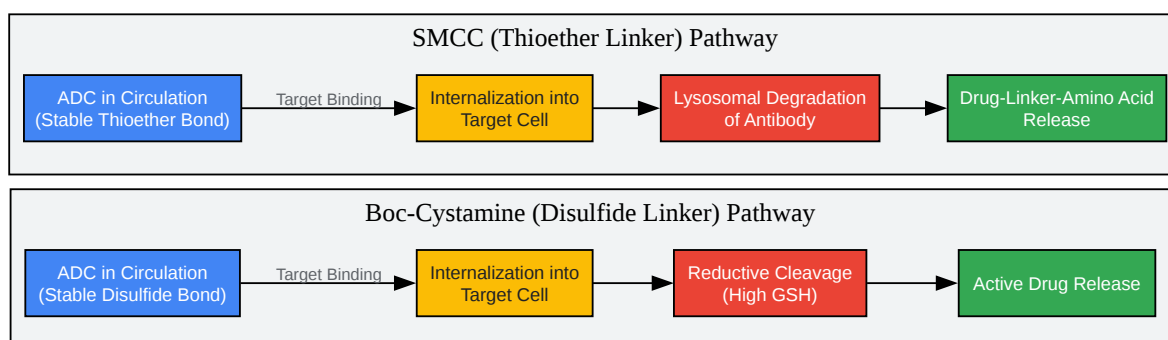 SMCC (Thioether Linker) Pathway
ADC in Circulation
(Stable Thioether Bond)
Target Binding
Internalization into
Target Cell
Lysosomal Degradation
of Antibody
Drug-Linker-Amino Acid
Release
Boc-Cystamine (Disulfide Linker) Pathway
ADC in Circulation
(Stable Disulfide Bond)
Target Binding
Internalization into
Target Cell
Reductive Cleavage
(High GSH)
Active Drug Release